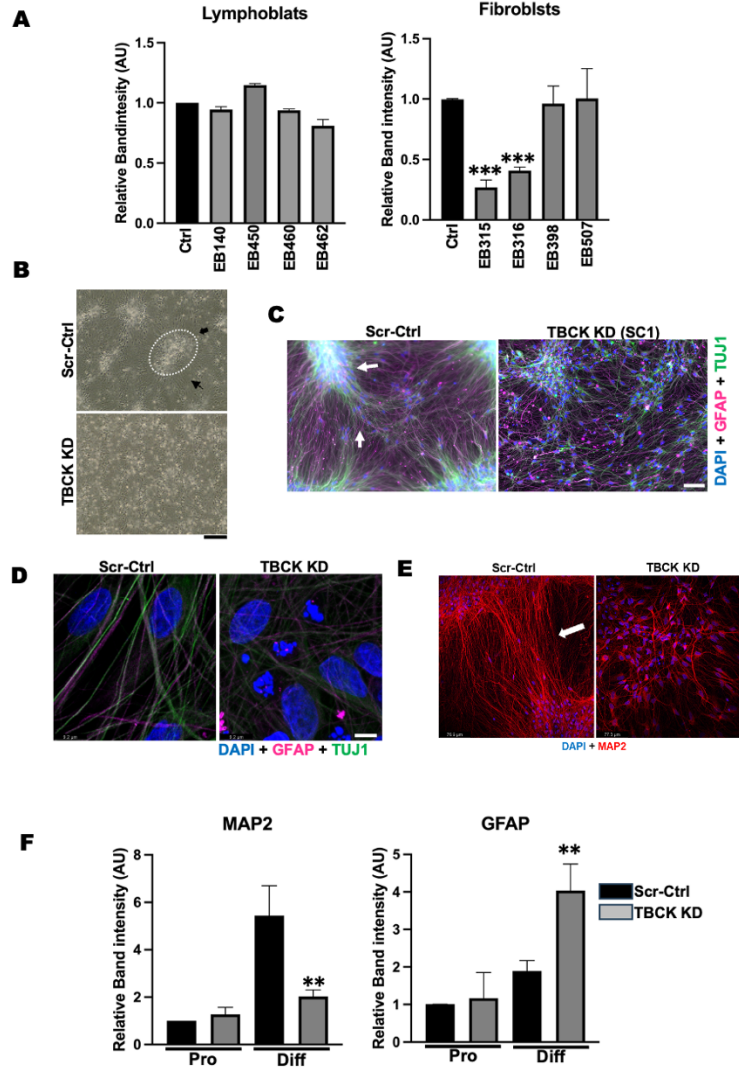 A
Lymphoblats
Fibroblsts
Relative Bandintesity (AU)
1.5
1.0
0.5
0.0
Ctrl
EB140
EB450
EB460
EB462
Relative Band intensity (AU)
1.5
1.0
0.5
0.0
*** ***
Ctrl
EB315
EB316
EB398
EB507
B
Scr-Ctrl
TBCK KD
C
Scr-Ctrl
TBCK KD (SC1)
DAPI + GFAP + TUJ1
D
Scr-Ctrl
TBCK KD
DAPI + GFAP + TUJ1
E
Scr-Ctrl
TBCK KD
DAPI + MAP2
F
MAP2
Relative Band intensity (AU)
8
6
4
2
0
**
Pro
Diff
GFAP
Relative Band intensity (AU)
5
4
3
2
1
0
**
Pro
Diff
Scr-Ctrl
TBCK KD